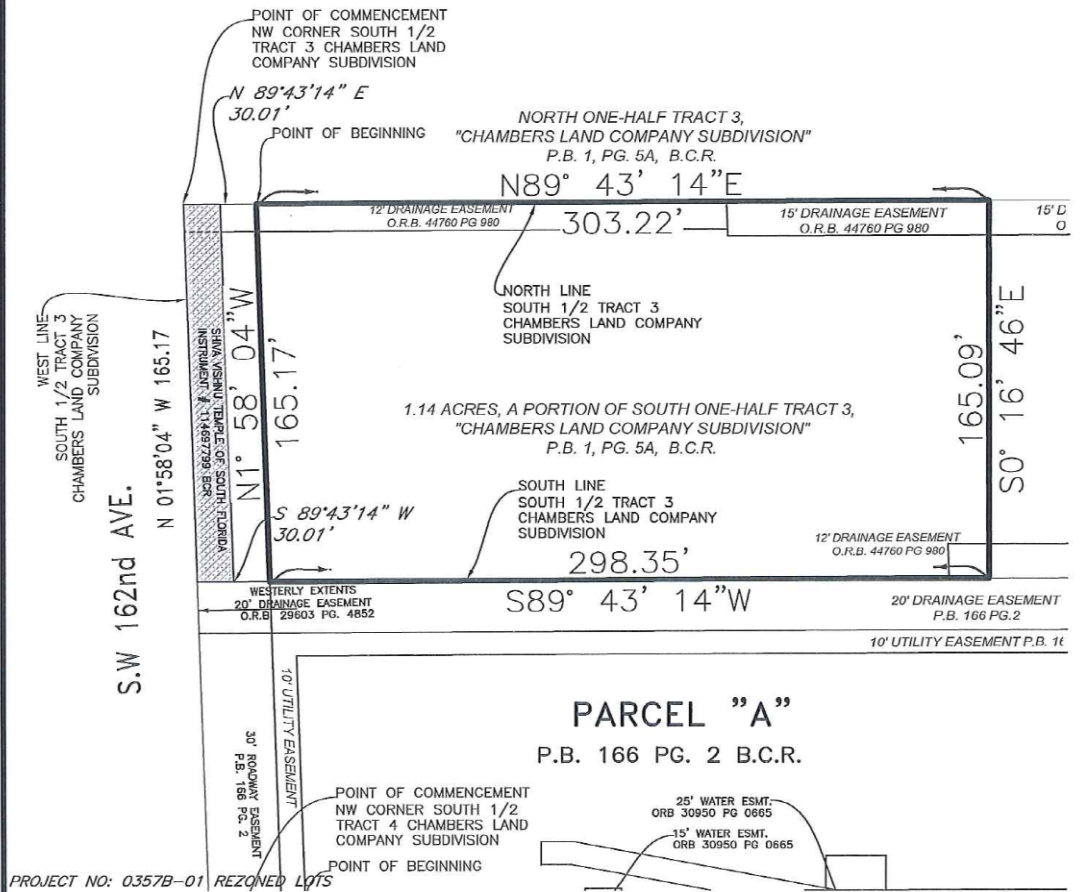 POINT OF COMMENCEMENT
NW CORNER SOUTH 1/2
TRACT 3 CHAMBERS LAND
COMPANY SUBDIVISION
N 89°43'14" E
30.01'
POINT OF BEGINNING
NORTH ONE-HALF TRACT 3,
"CHAMBERS LAND COMPANY SUBDIVISION"
P.B. 1, PG. 5A, B.C.R.
N89° 43' 14"E
303.22'
12' DRAINAGE EASEMENT
O.R.B. 44760 PG 980
15' DRAINAGE EASEMENT
O.R.B. 44760 PG 980
15' D
O
NORTH LINE
SOUTH 1/2 TRACT 3
CHAMBERS LAND COMPANY
SUBDIVISION
WEST LINE
SOUTH 1/2 TRACT 3
CHAMBERS LAND COMPANY
SUBDIVISION
N 01°58'04" W 165.17
SHIVA VISHNU TEMPLE OF SOUTH FLORIDA
INSTRUMENT # 114697799 BCR
N1° 58' 04"W
165.17'
1.14 ACRES, A PORTION OF SOUTH ONE-HALF TRACT 3,
"CHAMBERS LAND COMPANY SUBDIVISION"
P.B. 1, PG. 5A, B.C.R.
165.09'
S0° 16' 46"E
S.W 162nd AVE.
S 89°43'14" W
30.01'
SOUTH LINE
SOUTH 1/2 TRACT 3
CHAMBERS LAND COMPANY
SUBDIVISION
12' DRAINAGE EASEMENT
O.R.B. 44760 PG 980
298.35'
S89° 43' 14"W
WESTERLY EXTENTS
20' DRAINAGE EASEMENT
O.R.B. 29603 PG. 4852
20' DRAINAGE EASEMENT
P.B. 166 PG.2
10' UTILITY EASEMENT P.B. 16
10' UTILITY EASEMENT
30' ROADWAY EASEMENT
P.B. 166 PG. 2
PARCEL "A"
P.B. 166 PG. 2 B.C.R.
POINT OF COMMENCEMENT
NW CORNER SOUTH 1/2
TRACT 4 CHAMBERS LAND
COMPANY SUBDIVISION
POINT OF BEGINNING
25' WATER ESMT.
ORB 30950 PG 0665
15' WATER ESMT.
ORB 30950 PG 0665
PROJECT NO: 0357B-01 REZONED LOTS